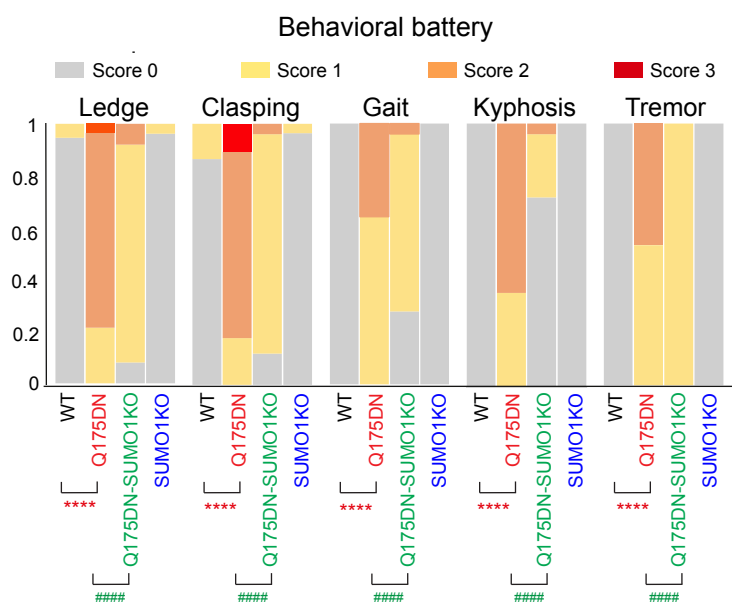 Behavioral battery
Score 0 Score 1 Score 2 Score 3
Ledge Clasping Gait Kyphosis Tremor
1
0.8
0.6
0.4
0.2
0
WT Q175DN Q175DN-SUMO1KO SUMO1KO WT Q175DN Q175DN-SUMO1KO SUMO1KO WT Q175DN Q175DN-SUMO1KO SUMO1KO WT Q175DN Q175DN-SUMO1KO SUMO1KO WT Q175DN Q175DN-SUMO1KO SUMO1KO
**** **** **** **** ****
#### #### #### #### ####